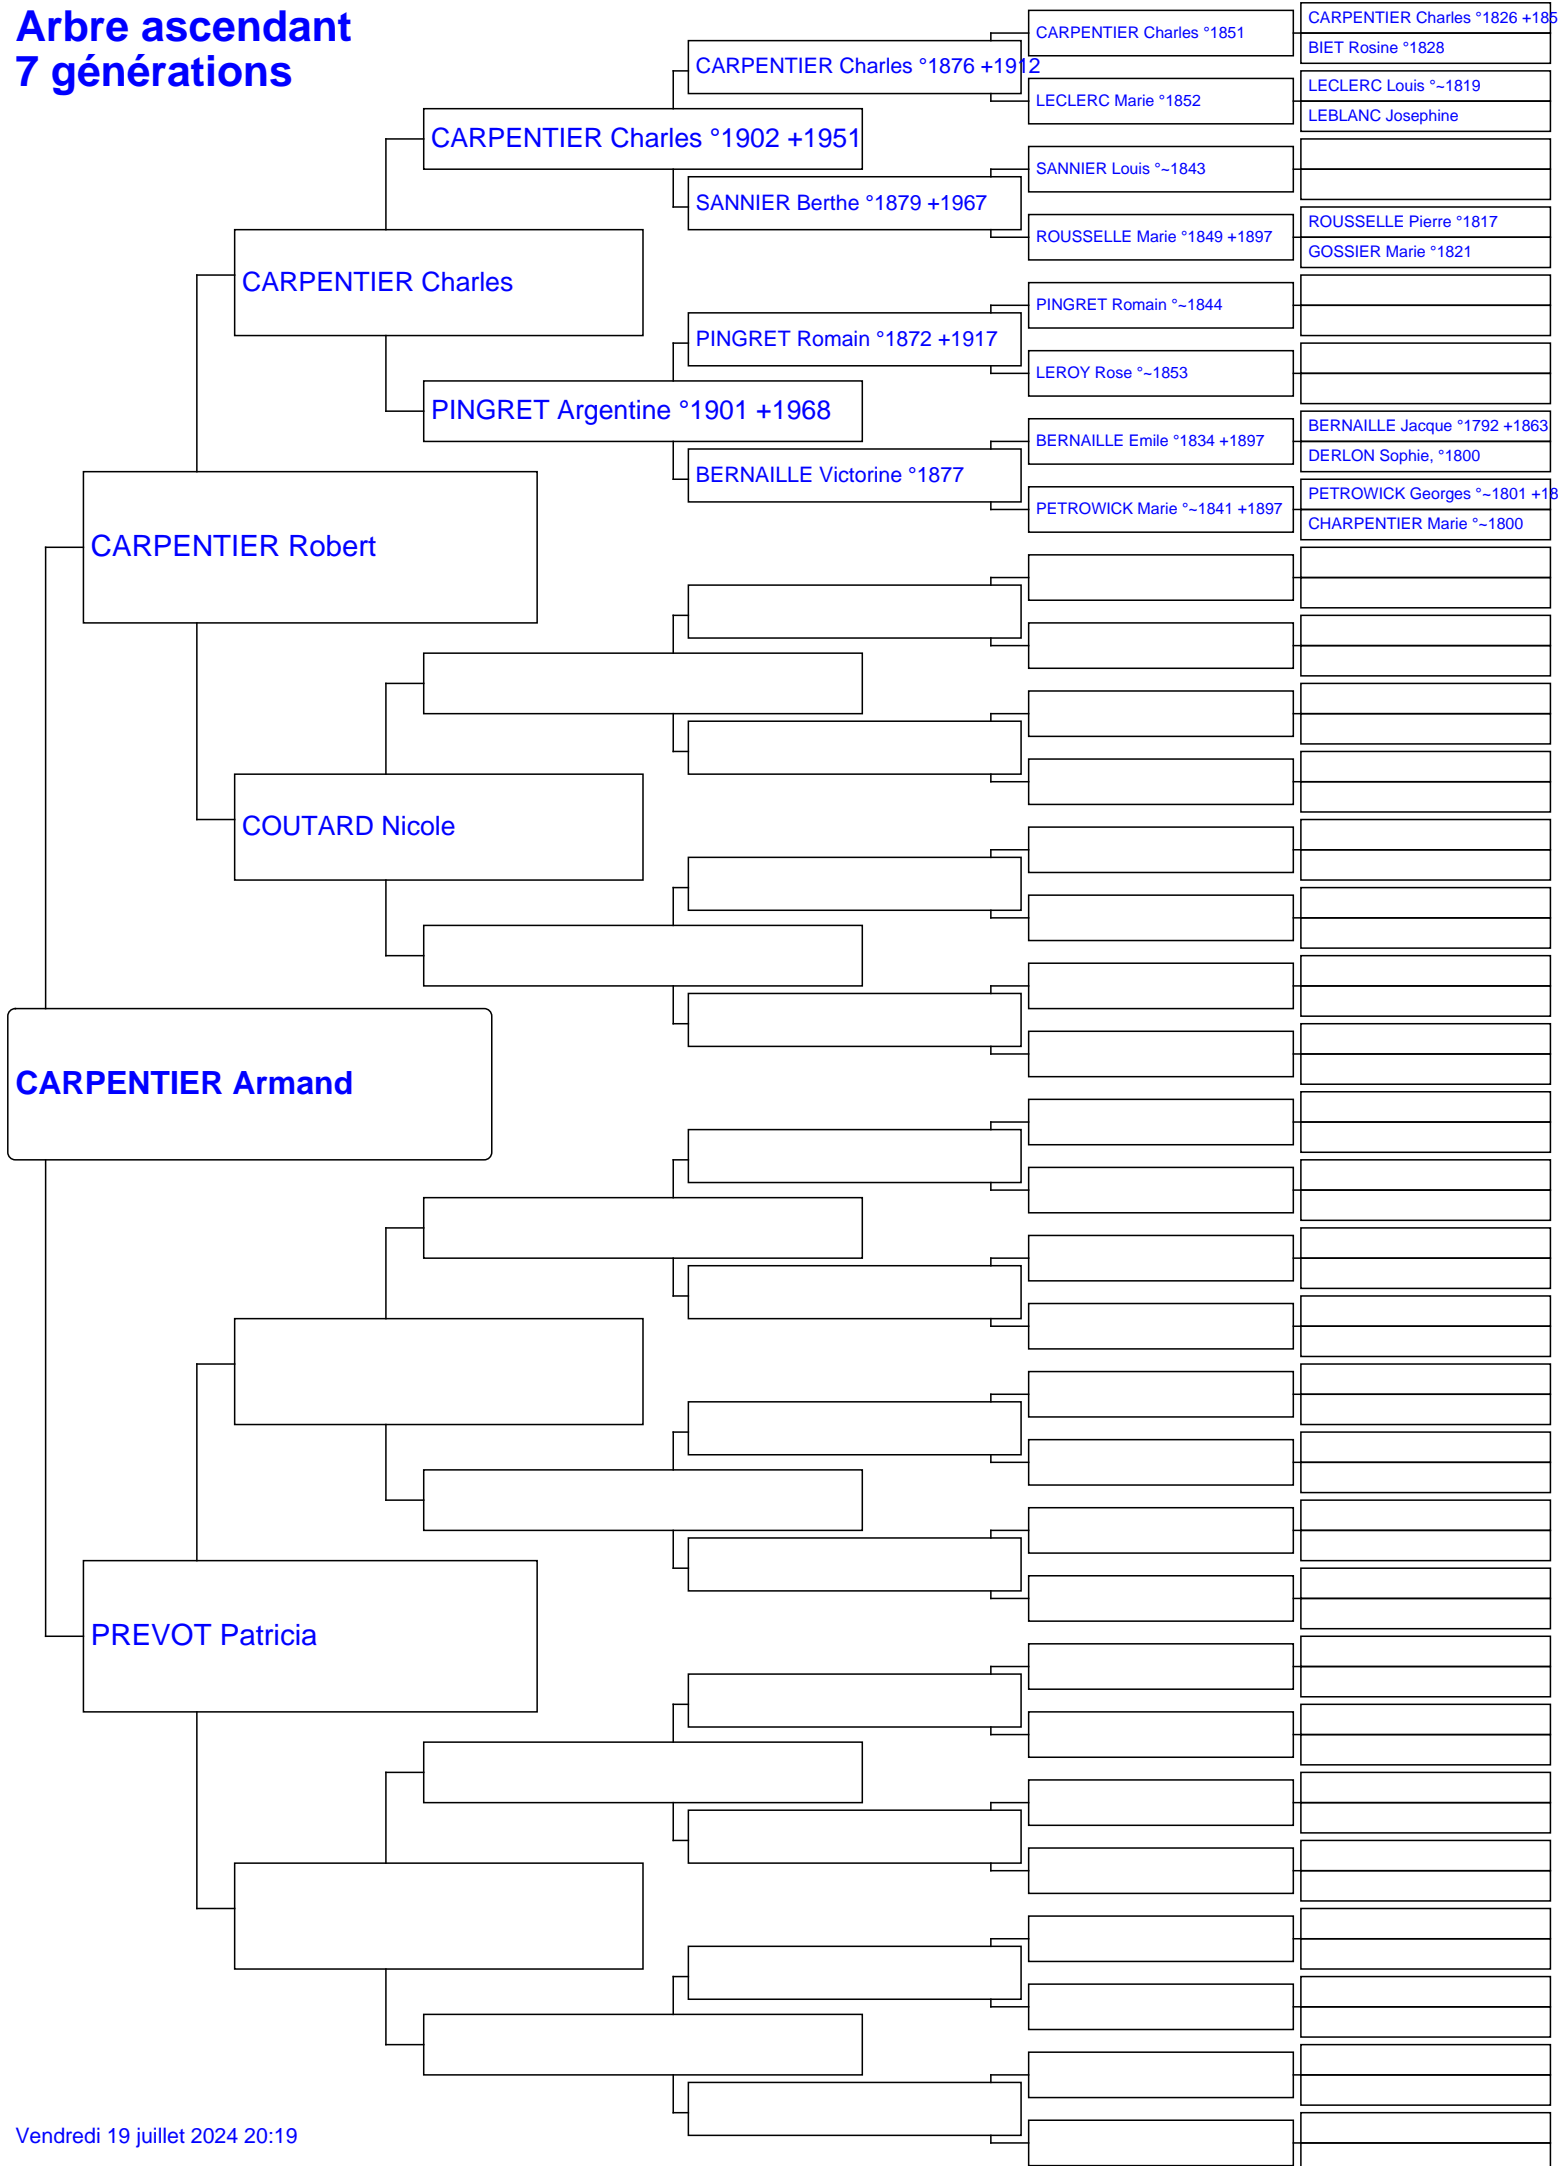 Arbre ascendant
7 générations
CARPENTIER Armand
CARPENTIER Robert
PREVOT Patricia
CARPENTIER Charles
COUTARD Nicole
CARPENTIER Charles °1902 +1951
PINGRET Argentine °1901 +1968
CARPENTIER Charles °1876 +1912
SANNIER Berthe °1879 +1967
PINGRET Romain °1872 +1917
BERNAILLE Victorine °1877
CARPENTIER Charles °1851
LECLERC Marie °1852
SANNIER Louis °~1843
ROUSSELLE Marie °1849 +1897
PINGRET Romain °~1844
LEROY Rose °~1853
BERNAILLE Emile °1834 +1897
PETROWICK Marie °~1841 +1897
CARPENTIER Charles °1826 +185
BIET Rosine °1828
LECLERC Louis °~1819
LEBLANC Josephine
ROUSSELLE Pierre °1817
GOSSIER Marie °1821
BERNAILLE Jacque °1792 +1863
DERLON Sophie, °1800
PETROWICK Georges °~1801 +18
CHARPENTIER Marie °~1800
Vendredi 19 juillet 2024 20:19